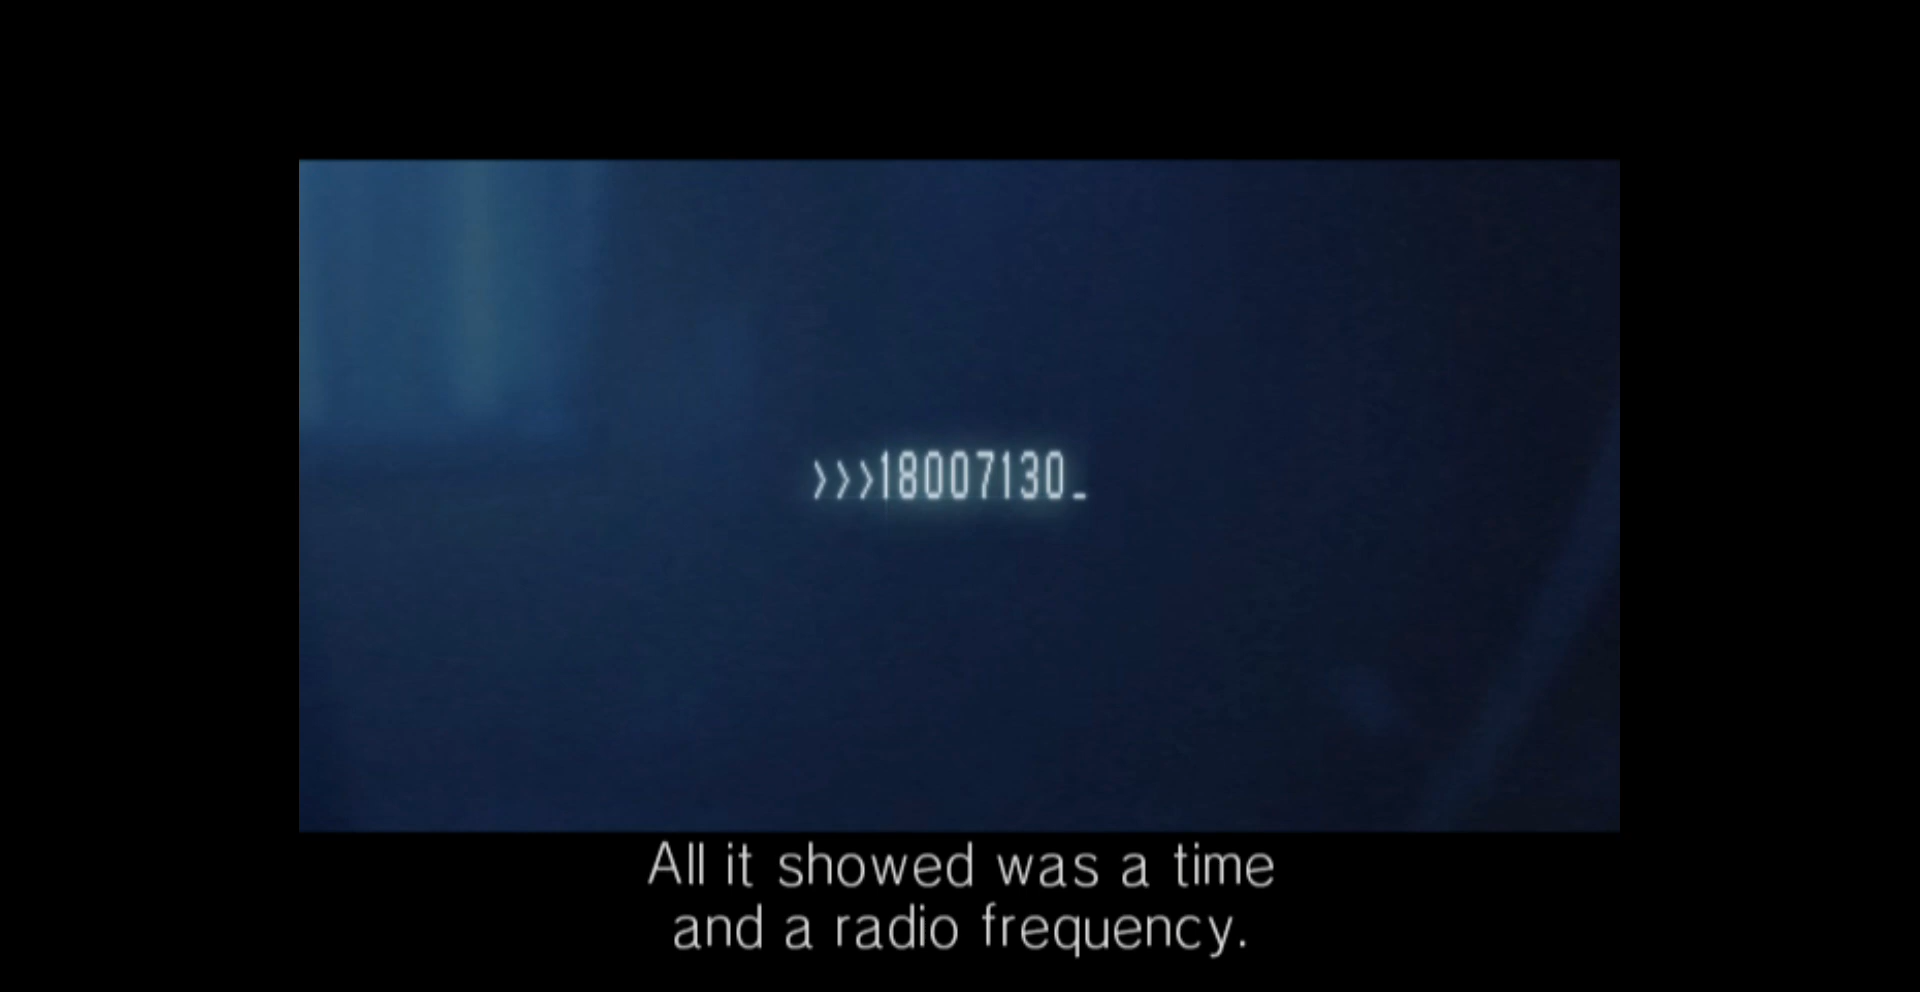 >>>18007130_
All it showed was a time
and a radio frequency.